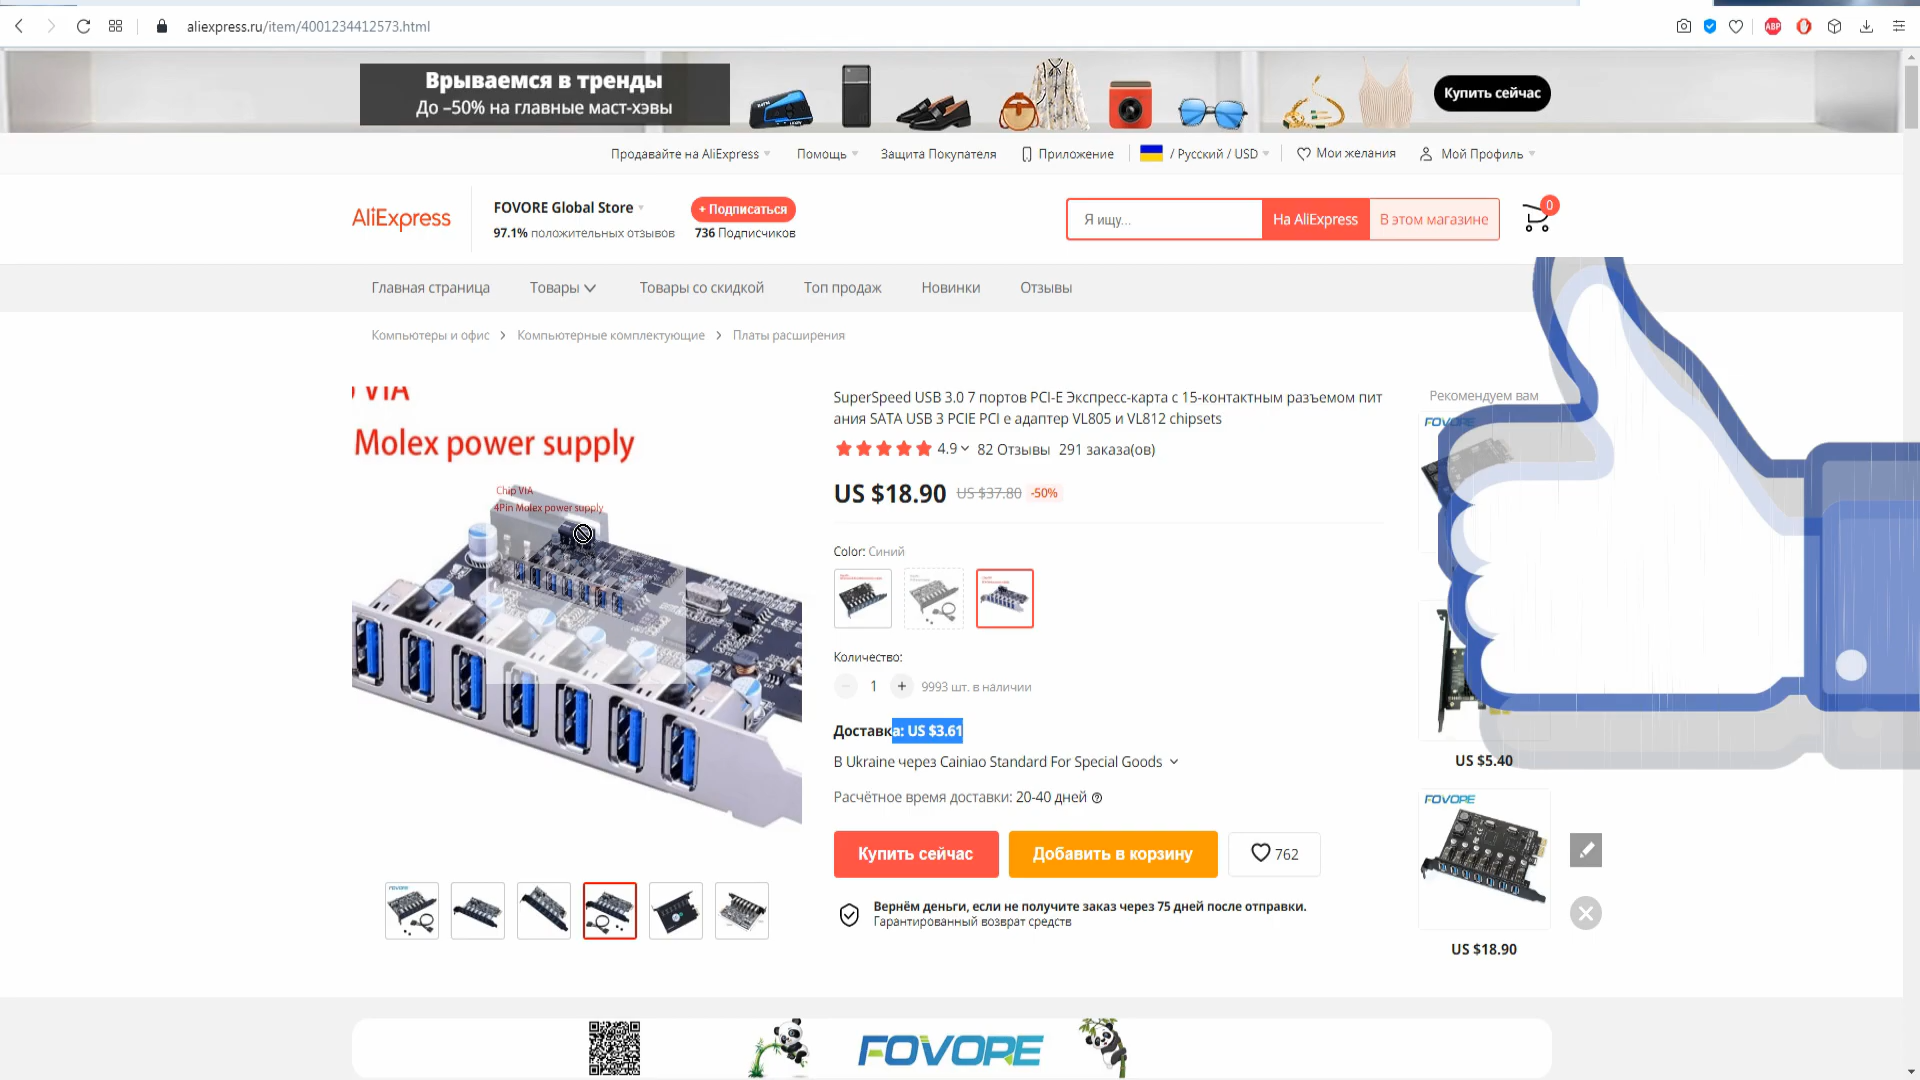 aliexpress.ru/item/4001234412573.html
ABP
Врываемся в тренды
До –50% на главные маст-хэвы
Купить сейчас
Продавайте на AliExpress
Помощь
Защита Покупателя
Приложение
/ Русский / USD
Мои желания
Мой Профиль
AliExpress
FOVORE Global Store
+ Подписаться
97.1% положительных отзывов
736 Подписчиков
Я ищу...
На AliExpress
В этом магазине
0
Главная страница
Товары
Товары со скидкой
Топ продаж
Новинки
Отзывы
Компьютеры и офис > Компьютерные комплектующие > Платы расширения
VIA
Molex power supply
Chip VIA
4Pin Molex power supply
SuperSpeed USB 3.0 7 портов PCI-E Экспресс-карта с 15-контактным разъемом пит
ания SATA USB 3 PCIE PCI e адаптер VL805 и VL812 chipsets
4.9
82 Отзывы
291 заказа(ов)
US $18.90
US $37.80
-50%
Color: Синий
Количество:
1
9993 шт. в наличии
Доставка: US $3.61
В Ukraine через Cainiao Standard For Special Goods
Расчётное время доставки: 20-40 дней
Купить сейчас
Добавить в корзину
762
Вернём деньги, если не получите заказ через 75 дней после отправки.
Гарантированный возврат средств
Рекомендуем вам
FOVOPE
US $5.40
FOVOPE
US $18.90
FOVOPE